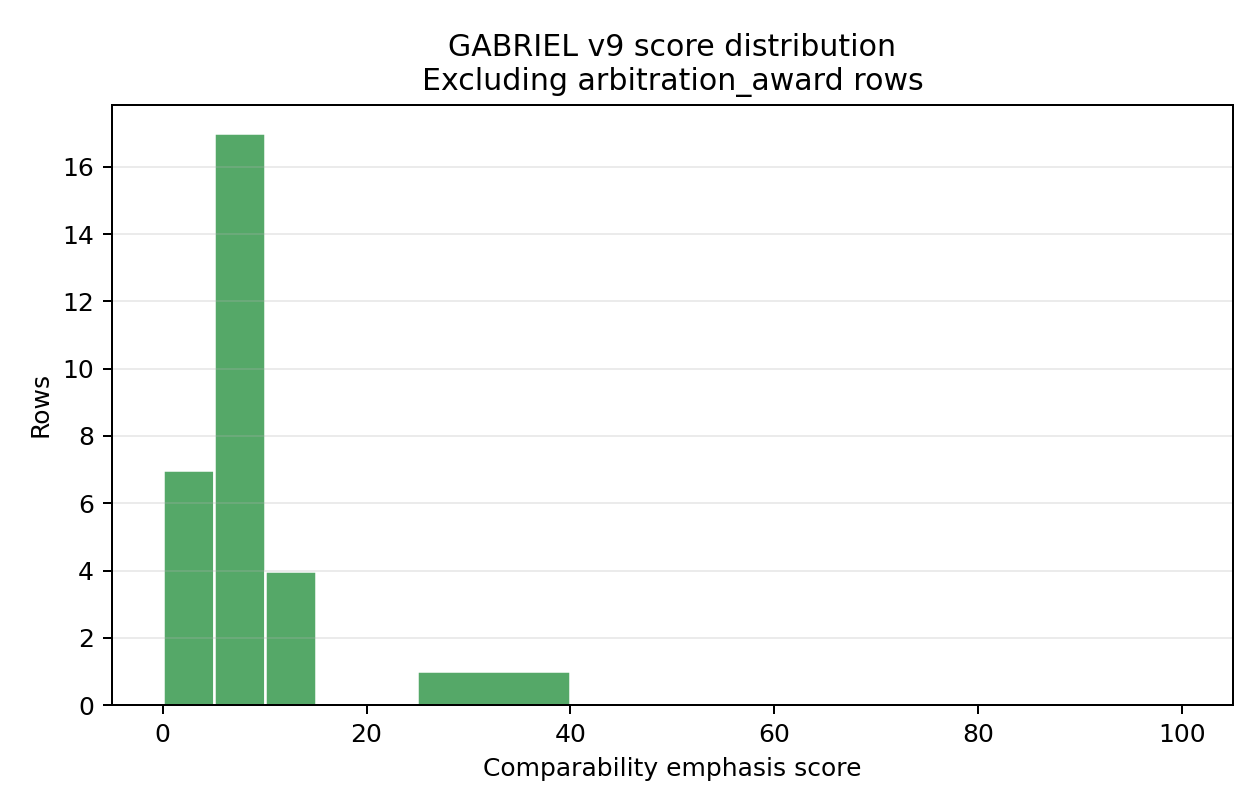 GABRIEL v9 score distribution
Excluding arbitration_award rows
16
14
12
10
8
6
4
2
0
Rows
0 20 40 60 80 100
Comparability emphasis score